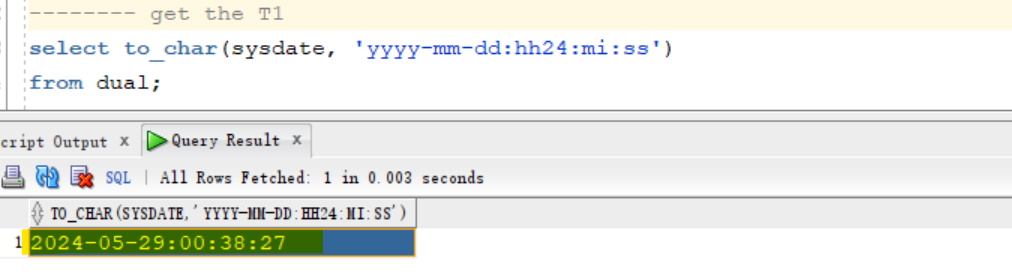 -------- get the T1
select to_char(sysdate, 'yyyy-mm-dd:hh24:mi:ss')
from dual;
cript Output x Query Result x
SQL | All Rows Fetched: 1 in 0.003 seconds
TO_CHAR(SYSDATE,'YYYY-MM-DD:HH24:MI:SS')
1 2024-05-29:00:38:27